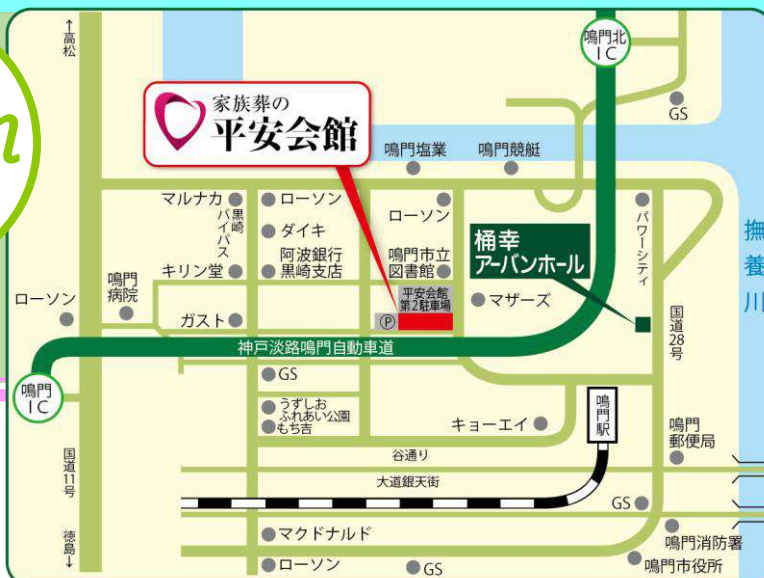 ↑高松
鳴門北
IC
GS
家族葬の
平安会館
鳴門塩業
鳴門競艇
マルナカ
黒崎
バイパス
ローソン
ローソン
パワーシティ
ダイキ
桶幸
アーバンホール
撫
養
川
阿波銀行
黒崎支店
鳴門市立
図書館
キリン堂
鳴門
病院
平安会館
第2駐車場
マザーズ
ローソン
ガスト
P
国道28号
神戸淡路鳴門自動車道
鳴門
IC
GS
うずしお
ふれあい公園
もち吉
キョーエイ
鳴門駅
鳴門
郵便局
谷通り
大道銀天街
国道11号
GS
徳島↓
マクドナルド
鳴門消防署
ローソン
GS
鳴門市役所